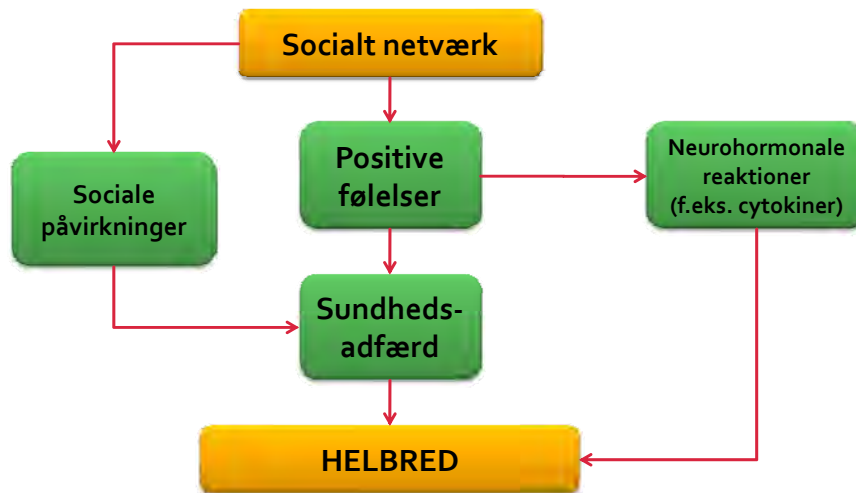 Socialt netværk
Positive
følelser
Neurohormonale
reaktioner
(f.eks. cytokiner)
Sociale
påvirkninger
Sundheds-
adfærd
HELBRED